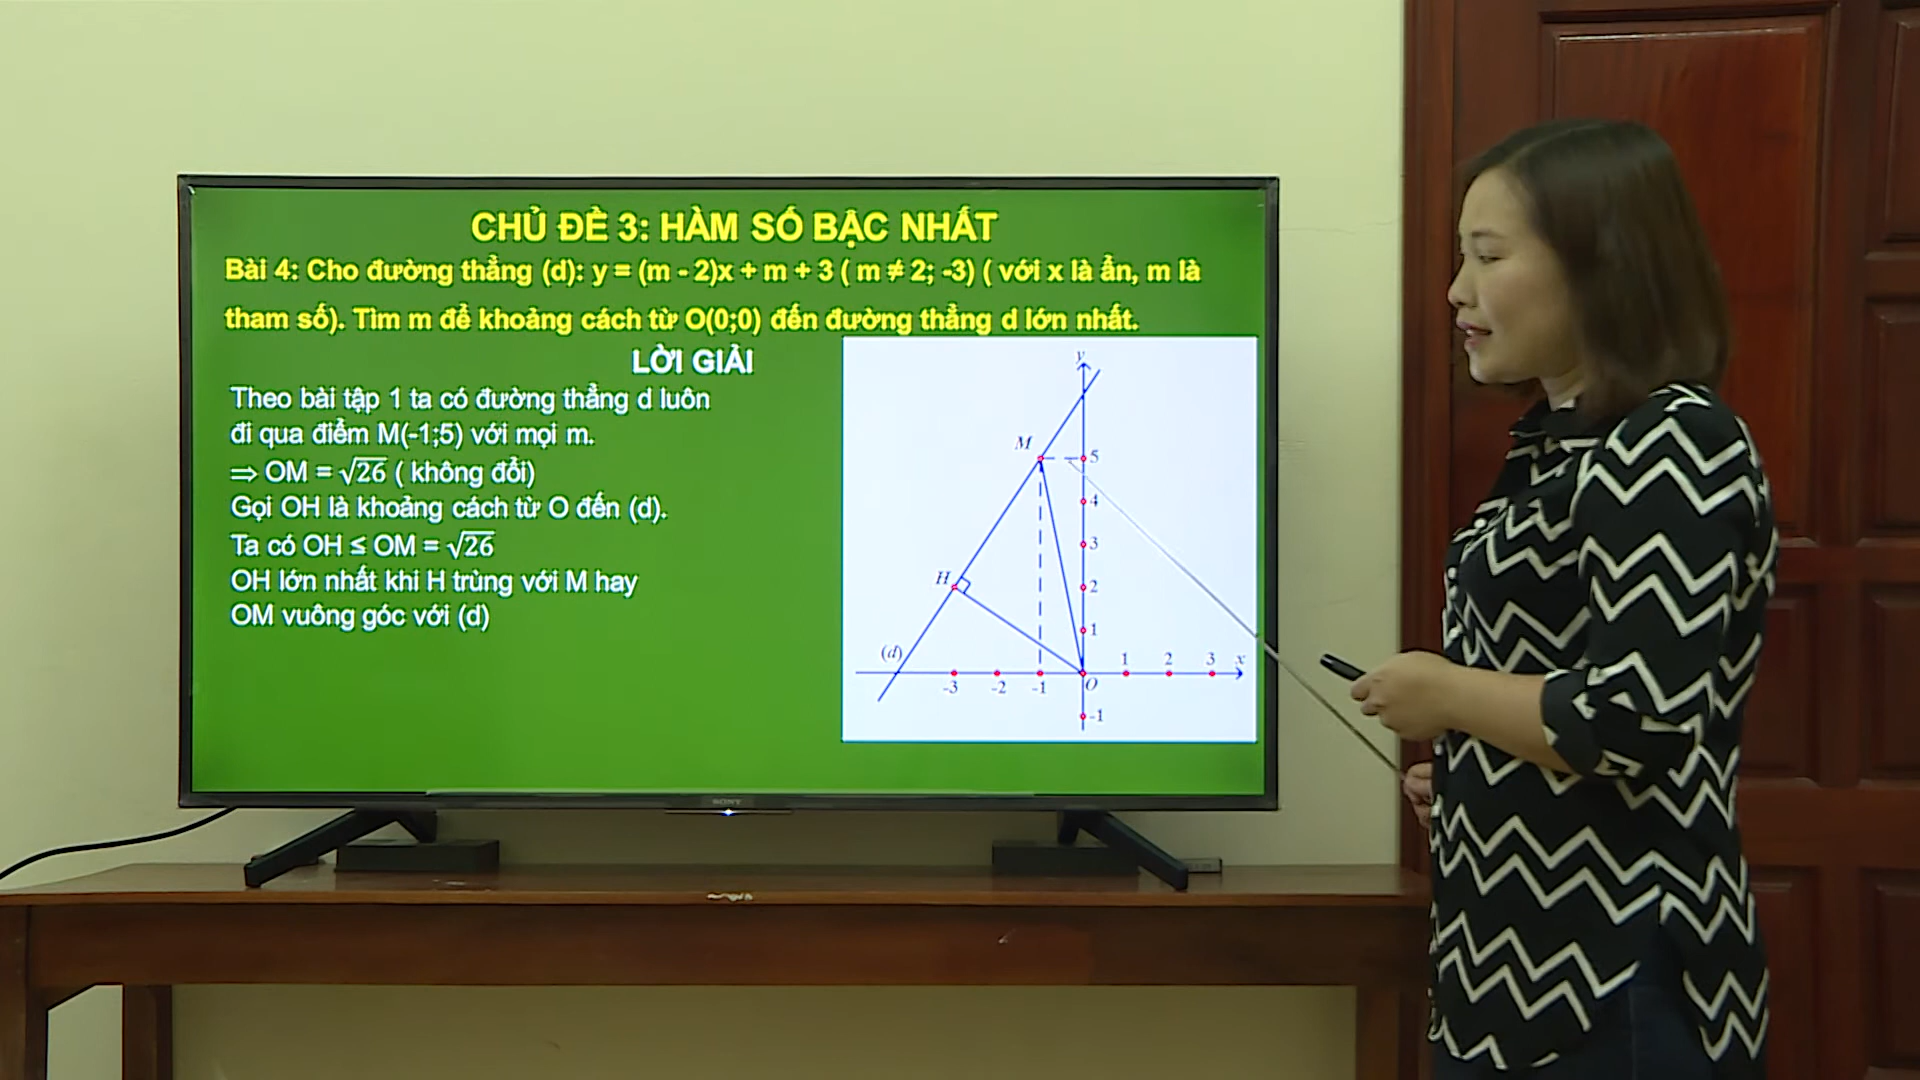 CHỦ ĐỀ 3: HÀM SỐ BẬC NHẤT
Bài 4: Cho đường thẳng (d): y = (m - 2)x + m + 3 ( m ≠ 2; -3) ( với x là ẩn, m là
tham số). Tìm m để khoảng cách từ O(0;0) đến đường thẳng d lớn nhất.
LỜI GIẢI
Theo bài tập 1 ta có đường thẳng d luôn
đi qua điểm M(-1;5) với mọi m.
⇒ OM = √26 ( không đổi)
Gọi OH là khoảng cách từ O đến (d).
Ta có OH ≤ OM = √26
OH lớn nhất khi H trùng với M hay
OM vuông góc với (d)
y
M
5
4
3
H
2
1
(d)
1 2 3 x
-3 -2 -1 O
-1
SONY